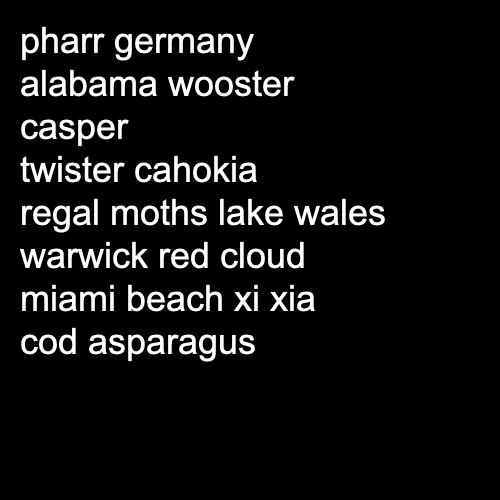 pharr germany
alabama wooster
casper
twister cahokia
regal moths lake wales
warwick red cloud
miami beach xi xia
cod asparagus